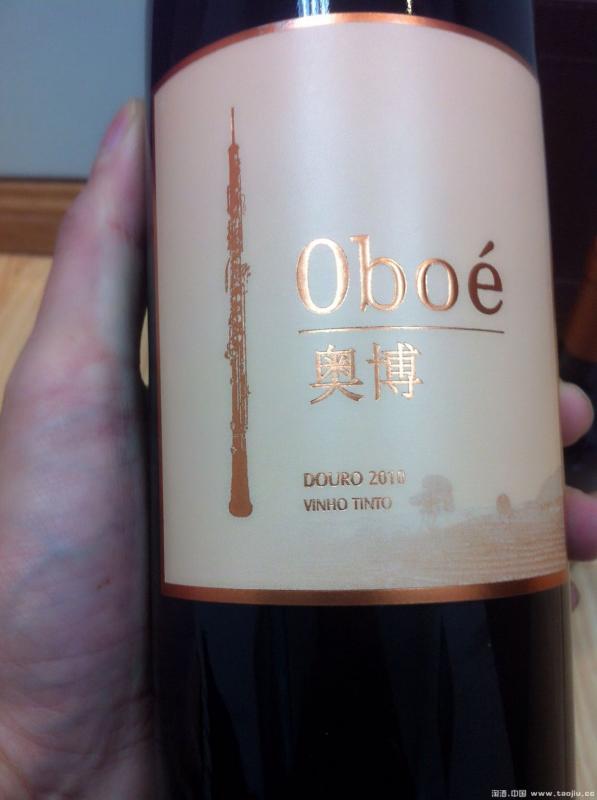 Oboé
奥博
DOURO 2010
VINHO TINTO
淘酒.中国 www.taojiu.cc